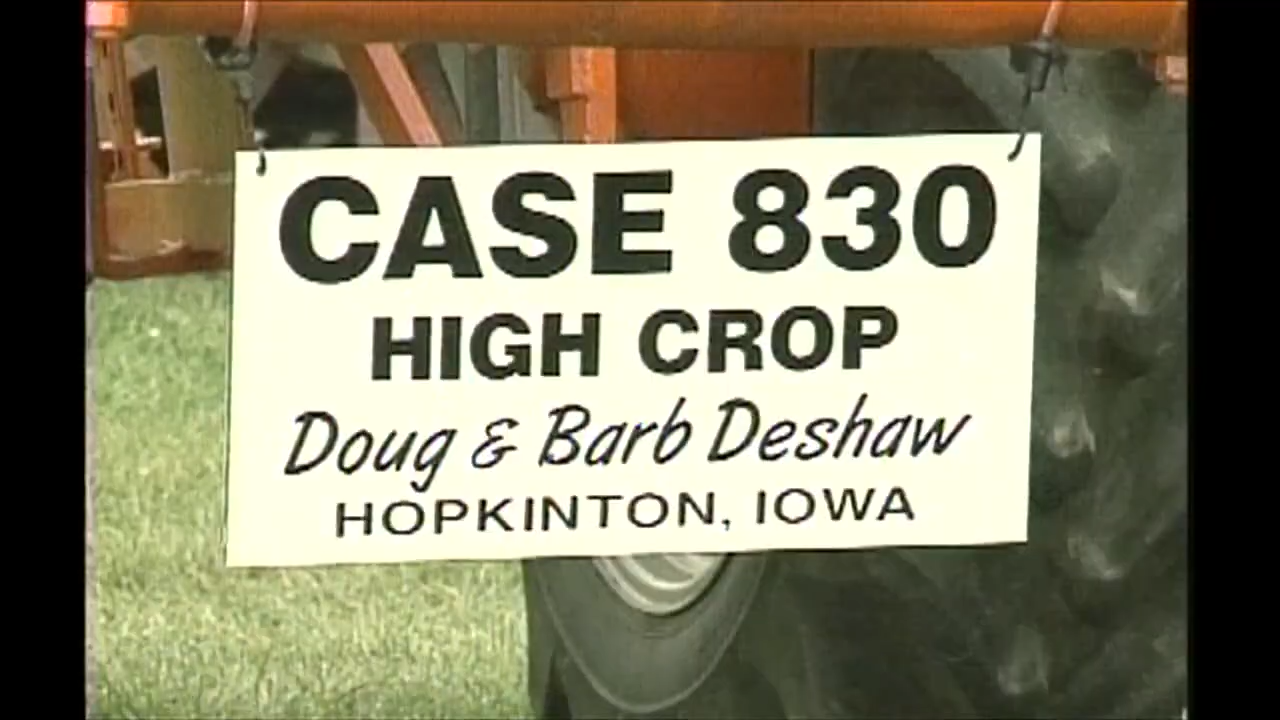 CASE 830
HIGH CROP
Doug & Barb Deshaw
HOPKINTON, IOWA